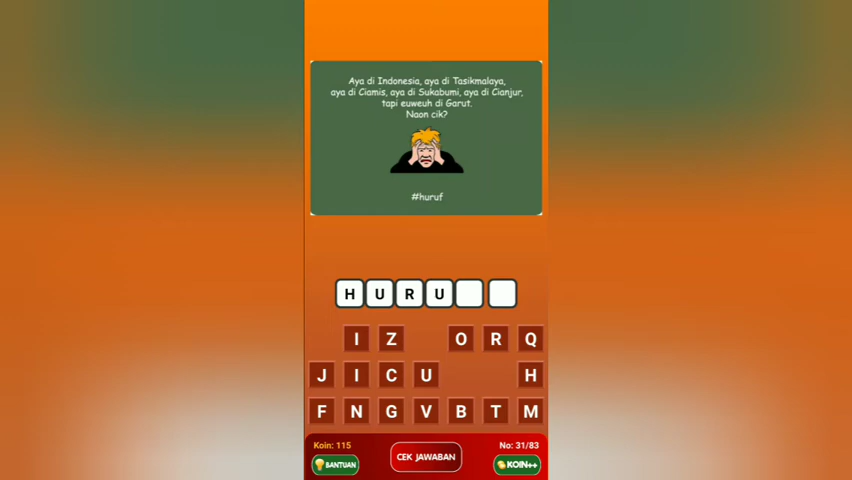 Aya di Indonesia, aya di Tasikmalaya,
aya di Ciamis, aya di Sukabumi, aya di Cianjur,
tapi euweuh di Garut.
Naon cik?
#huruf
H U R U
I Z O R Q
J I C U H
F N G V B T M
Koin: 115
No: 31/83
BANTUAN
CEK JAWABAN
KOIN++